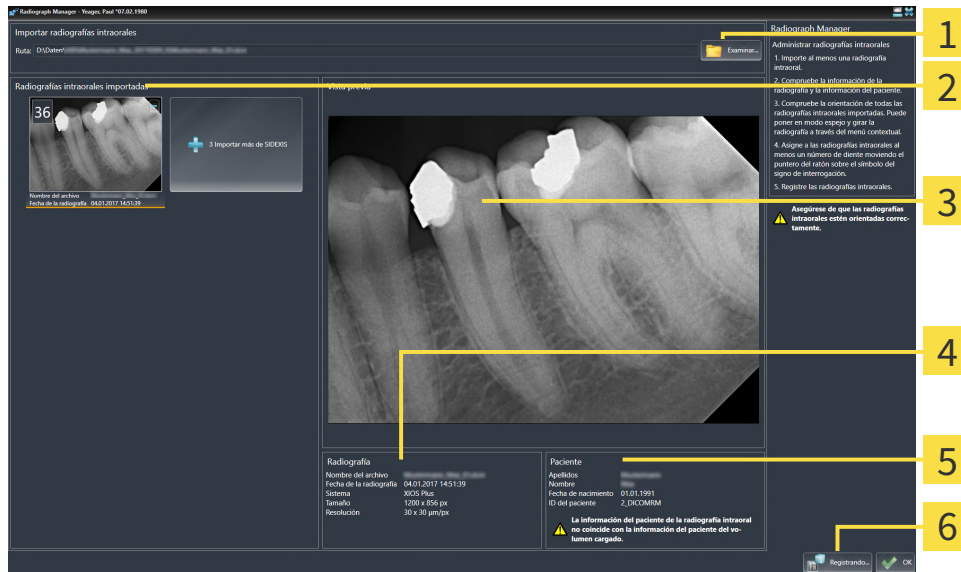 Radiograph Manager - Yeager, Paul *07.02.1980
Importar radiografías intraorales
Ruta: D:\Daten\
Examinar...
1
Radiografías intraorales importadas
2
36
3 Importar más de SIDEXIS
Nombre del archivo
Fecha de la radiografía 04.01.2017 14:51:39
Vista previa
3
Radiografía
4
Nombre del archivo
Fecha de la radiografía 04.01.2017 14:51:39
Sistema XIOS Plus
Tamaño 1200 x 856 px
Resolución 30 x 30 µm/px
Paciente
5
Apellidos
Nombre
Fecha de nacimiento 01.01.1991
ID del paciente 2_DICOMRM
La información del paciente de la radiografía intraoral
no coincide con la información del paciente del vo-
lumen cargado.
Radiograph Manager
Administrar radiografías intraorales
1. Importe al menos una radiografía
intraoral.
2. Compruebe la información de la
radiografía y la información del paciente.
3. Compruebe la orientación de todas las
radiografías intraorales importadas. Puede
poner en modo espejo y girar la
radiografía a través del menú contextual.
4. Asigne a las radiografías intraorales al
menos un número de diente moviendo el
puntero del ratón sobre el símbolo del
signo de interrogación.
5. Registre las radiografías intraorales.
Asegúrese de que las radiografías
intraorales estén orientadas correc-
tamente.
6
Registrando...
OK